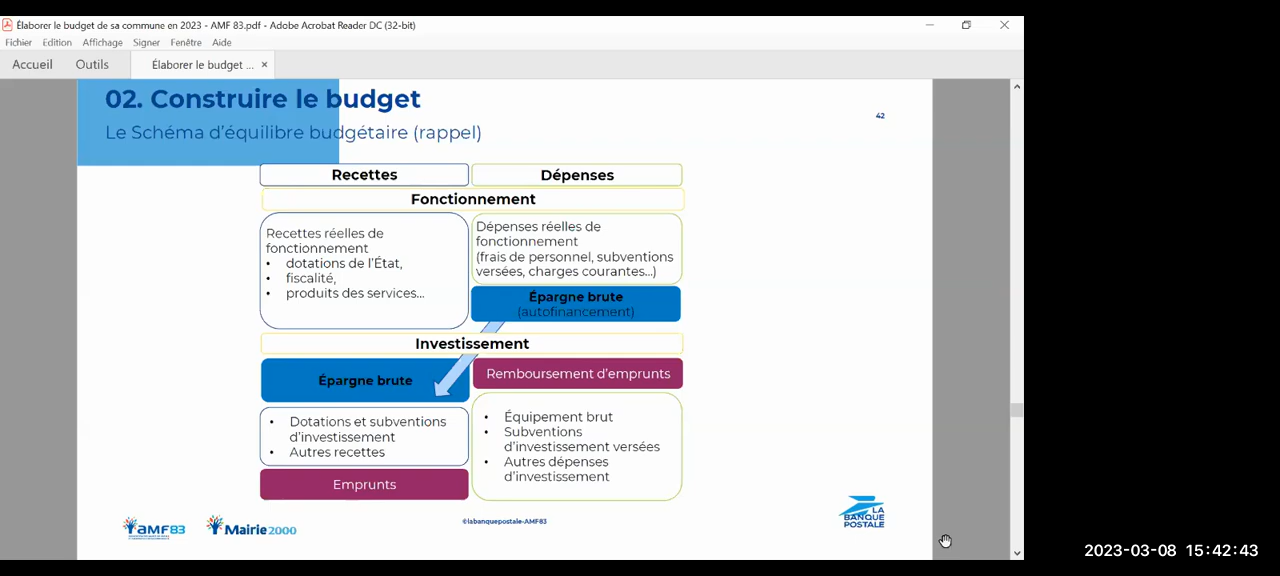 Élaborer le budget de sa commune en 2023 - AMF 83.pdf - Adobe Acrobat Reader DC (32-bit)
Fichier Edition Affichage Signer Fenêtre Aide
Accueil Outils Élaborer le budget ... ×
02. Construire le budget
42
Le Schéma d'équilibre budgétaire (rappel)
Recettes Dépenses
Fonctionnement
Recettes réelles de
fonctionnement
• dotations de l'État,
• fiscalité,
• produits des services...
Dépenses réelles de
fonctionnement
(frais de personnel, subventions
versées, charges courantes...)
Épargne brute
(autofinancement)
Investissement
Épargne brute
Remboursement d'emprunts
• Dotations et subventions
d'investissement
• Autres recettes
• Équipement brut
• Subventions
d'investissement versées
• Autres dépenses
d'investissement
Emprunts
AMF83
Mairie2000
©labanquepostale-AMF83
LA
BANQUE
POSTALE
2023-03-08 15:42:43